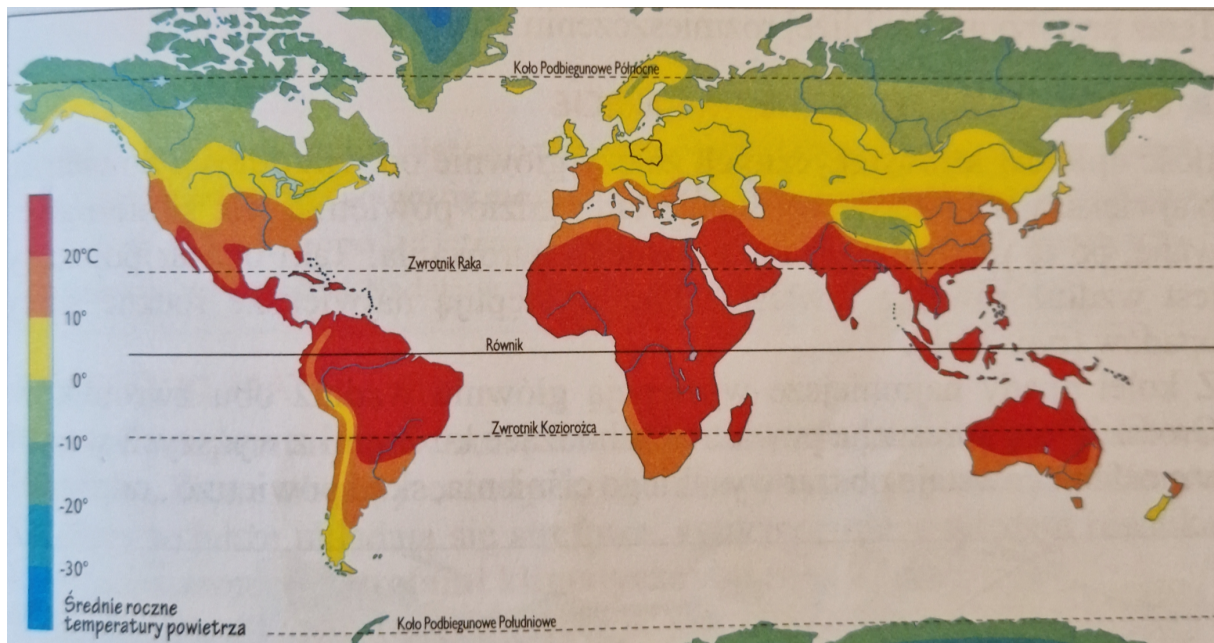 Koło Podbiegunowe Północne
20°C
Zwrotnik Raka
10°
Równik
0°
-10°
Zwrotnik Koziorożca
-20°
-30°
Średnie roczne
temperatury powietrza
Koło Podbiegunowe Południowe